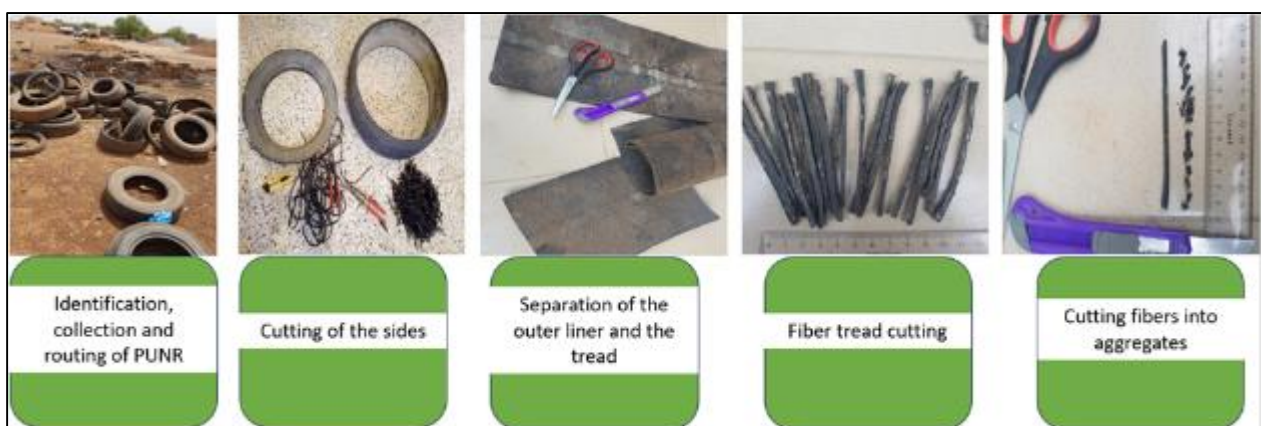 Identification,
collection and
routing of PUNR
Cutting of the sides
Separation of the
outer liner and the
tread
Fiber tread cutting
Cutting fibers into
aggregates